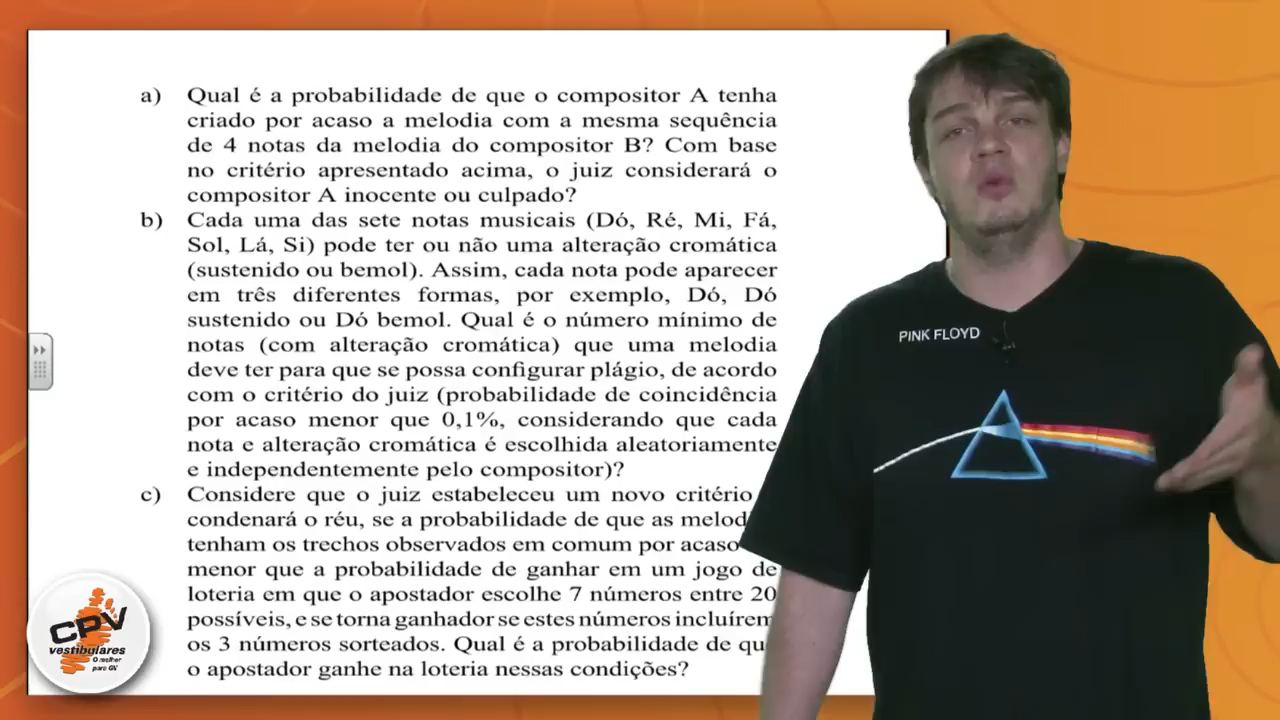 a) Qual é a probabilidade de que o compositor A tenha
criado por acaso a melodia com a mesma sequência
de 4 notas da melodia do compositor B? Com base
no critério apresentado acima, o juiz considerará o
compositor A inocente ou culpado?
b) Cada uma das sete notas musicais (Dó, Ré, Mi, Fá,
Sol, Lá, Si) pode ter ou não uma alteração cromática
(sustenido ou bemol). Assim, cada nota pode aparecer
em três diferentes formas, por exemplo, Dó, Dó
sustenido ou Dó bemol. Qual é o número mínimo de
notas (com alteração cromática) que uma melodia
deve ter para que se possa configurar plágio, de acordo
com o critério do juiz (probabilidade de coincidência
por acaso menor que 0,1%, considerando que cada
nota e alteração cromática é escolhida aleatoriamente
e independentemente pelo compositor)?
c) Considere que o juiz estabeleceu um novo critério
condenará o réu, se a probabilidade de que as
tenham os trechos observados em comum por acaso
menor que a probabilidade de ganhar em um jogo de
loteria em que o apostador escolhe 7 números entre 20
possíveis, e se torna ganhador se estes números incluírem
os 3 números sorteados. Qual é a probabilidade de
o apostador ganhe na loteria nessas condições?
PINK FLOYD
CPV
vestibulares
O melhor
para GV